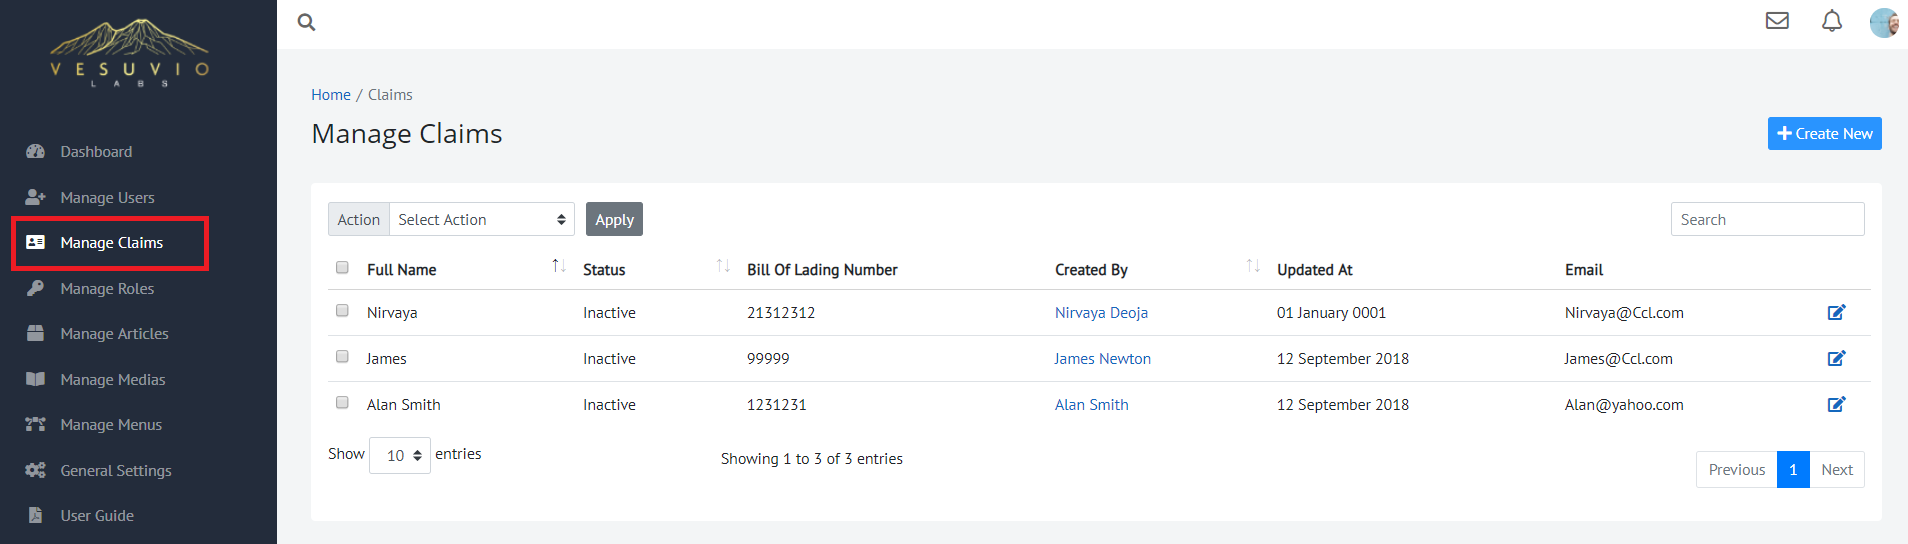 VESUVIO
LABS
Dashboard
Manage Users
Manage Claims
Manage Roles
Manage Articles
Manage Medias
Manage Menus
General Settings
User Guide
Home / Claims
Manage Claims
Create New
Action Select Action Apply Search
Full Name Status Bill Of Lading Number Created By Updated At Email
Nirvaya Inactive 21312312 Nirvaya Deoja 01 January 0001 Nirvaya@Ccl.com
James Inactive 99999 James Newton 12 September 2018 James@Ccl.com
Alan Smith Inactive 1231231 Alan Smith 12 September 2018 Alan@yahoo.com
Show 10 entries Showing 1 to 3 of 3 entries Previous 1 Next